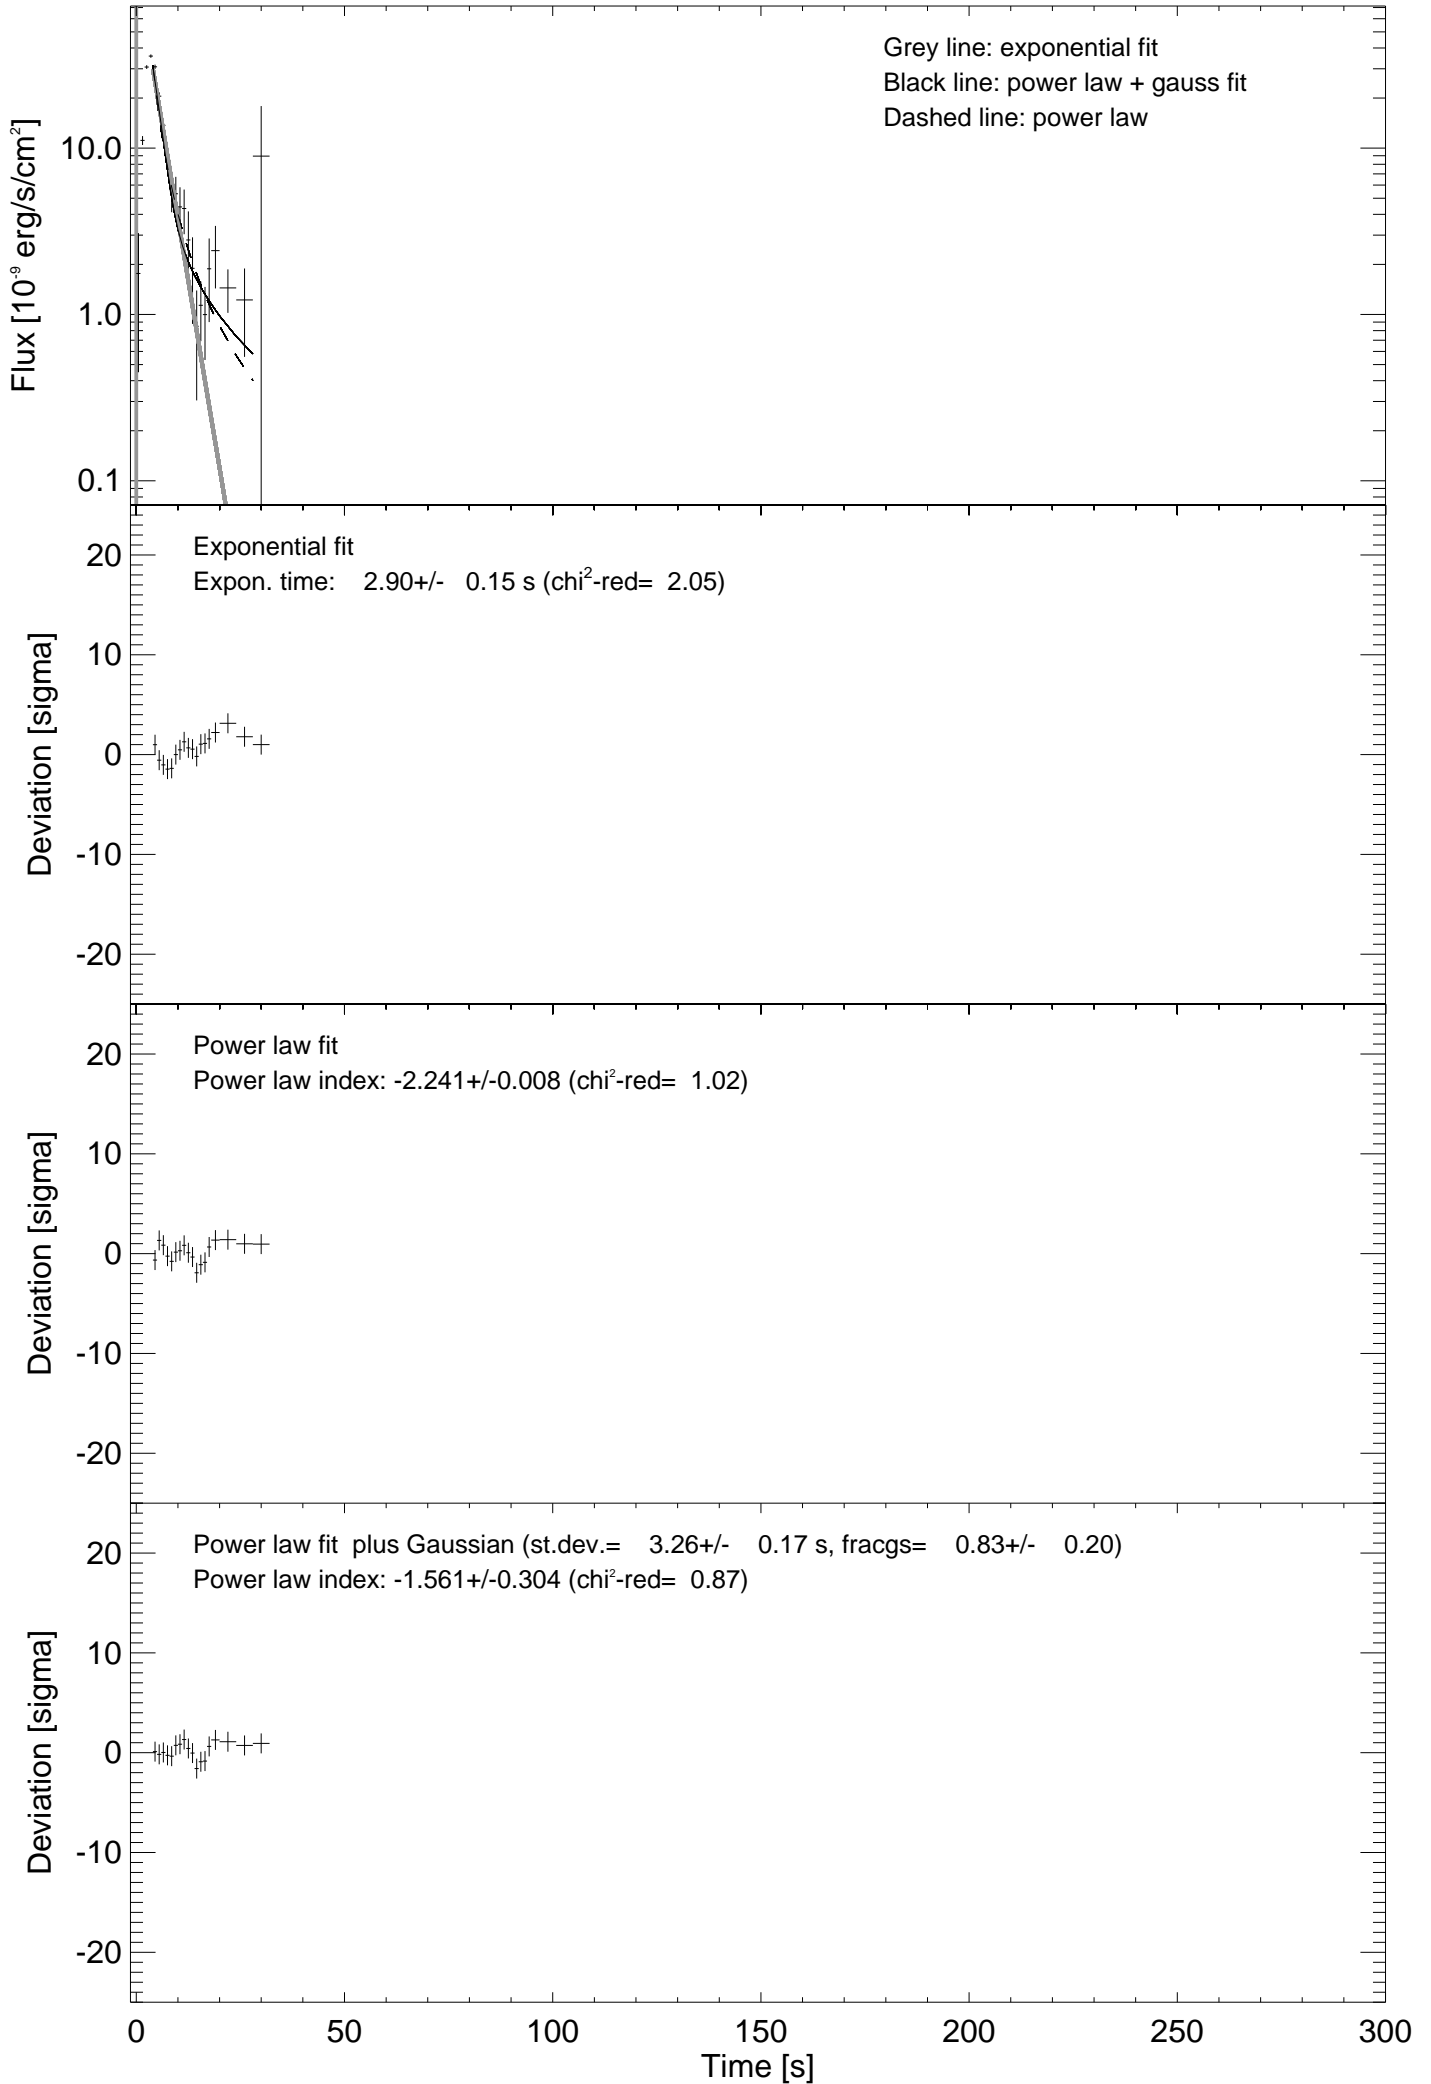 Grey line: exponential fit
Black line: power law + gauss fit
Dashed line: power law
Flux [10⁻⁹ erg/s/cm²]
10.0
1.0
0.1
Exponential fit
Expon. time: 2.90+/- 0.15 s (chi²-red= 2.05)
Deviation [sigma]
20
10
0
-10
-20
Power law fit
Power law index: -2.241+/-0.008 (chi²-red= 1.02)
Deviation [sigma]
20
10
0
-10
-20
Power law fit plus Gaussian (st.dev.= 3.26+/- 0.17 s, fracgs= 0.83+/- 0.20)
Power law index: -1.561+/-0.304 (chi²-red= 0.87)
Deviation [sigma]
20
10
0
-10
-20
0 50 100 150 200 250 300
Time [s]